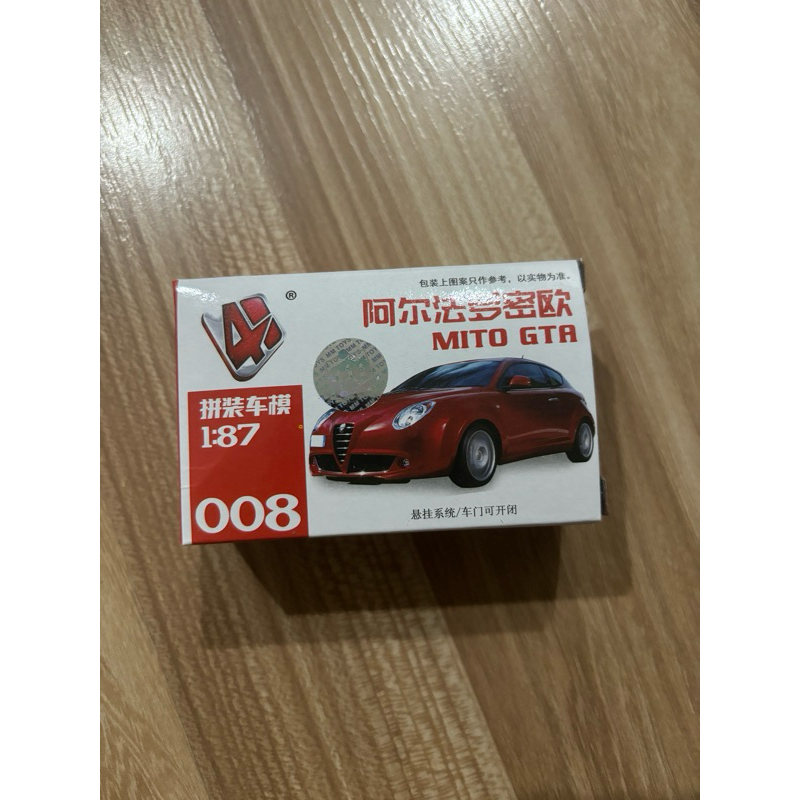 包装上图案只作参考，以实物为准。
阿尔法罗密欧
MITO GTA
®
拼装车模
1:87
008
悬挂系统/车门可开闭